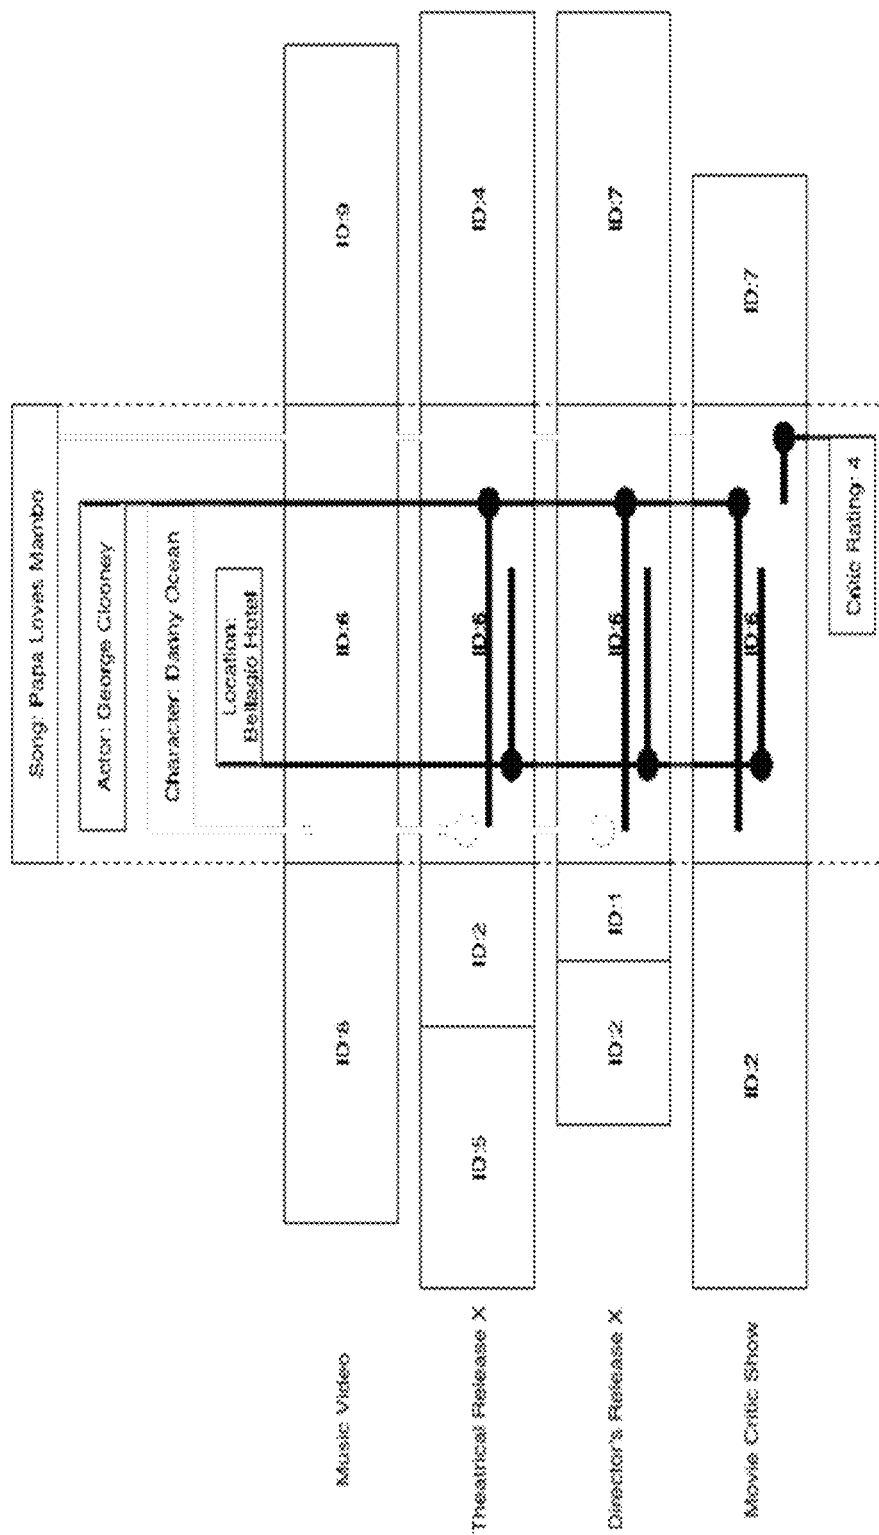 Song: Papa Loves Mambo
Actor: George Clooney
Character: Danny Ocean
Location:
Bellagio Hotel
Music Video
ID:8
ID:6
ID:9
Theatrical Release X
ID:5
ID:2
ID:6
ID:4
Director's Release X
ID:2
ID:1
ID:6
ID:7
Movie Critic Show
ID:2
ID:6
ID:7
Critic Rating: 4